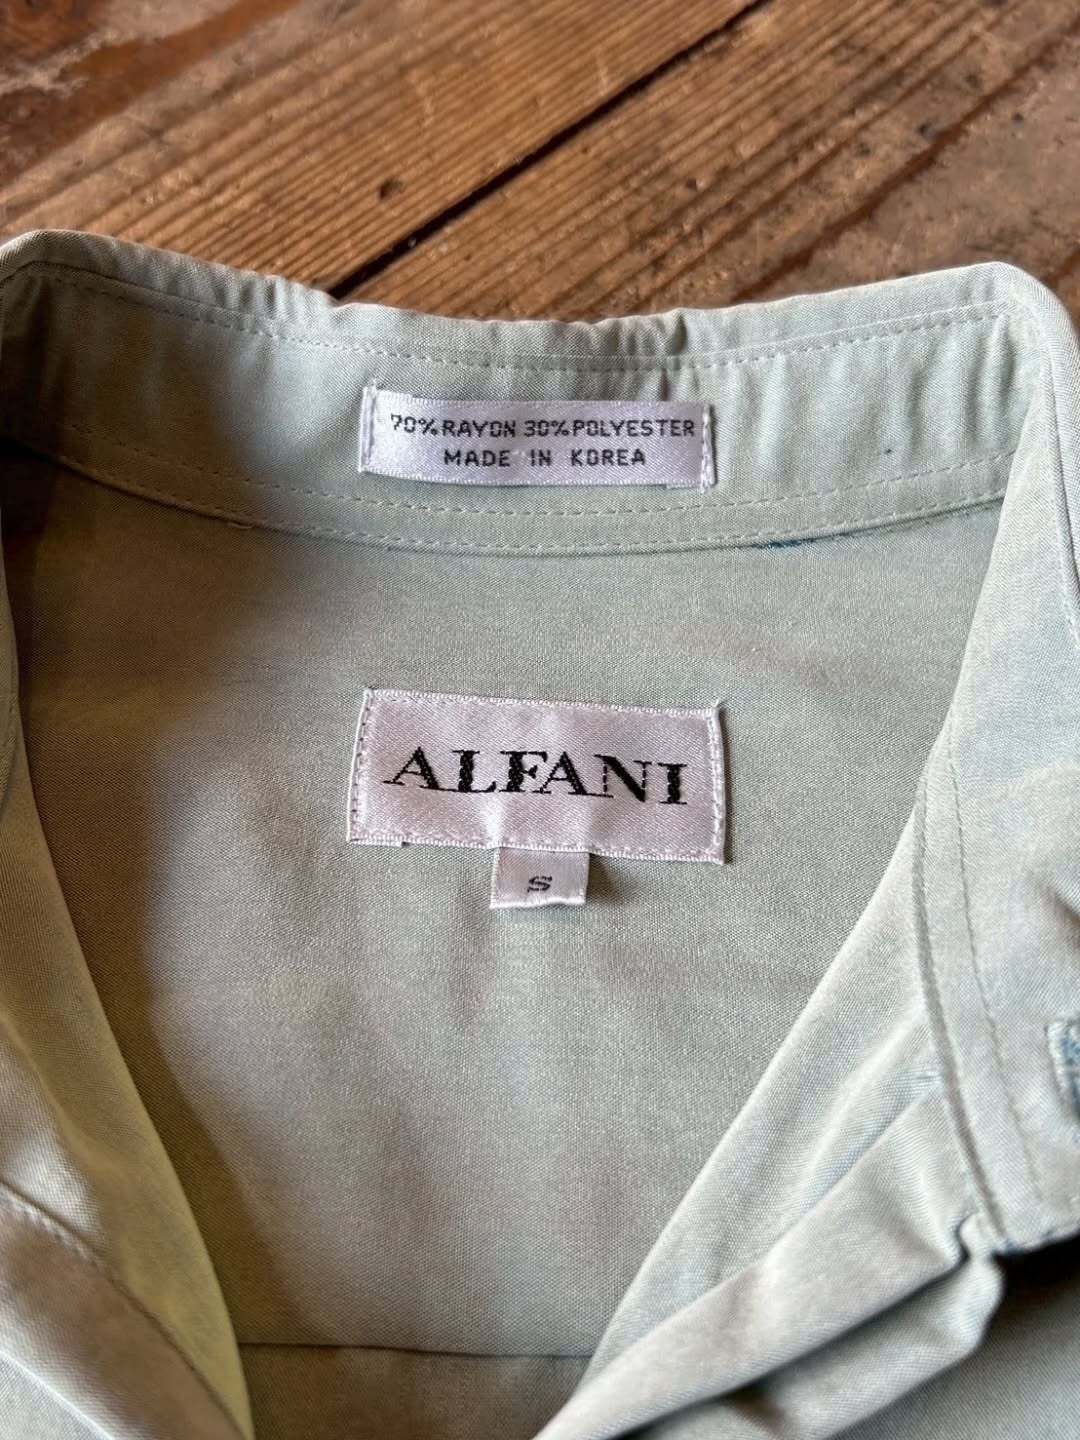 70% RAYON 30% POLYESTER
MADE IN KOREA
ALFANI
S